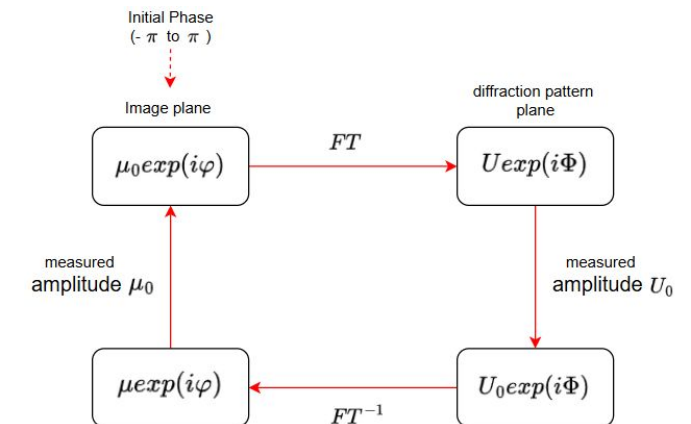 Initial Phase
(- π to π )
Image plane
diffraction pattern
plane
μ₀exp(iφ)
FT
Uexp(iΦ)
measured
amplitude μ₀
measured
amplitude U₀
μexp(iφ)
FT⁻¹
U₀exp(iΦ)